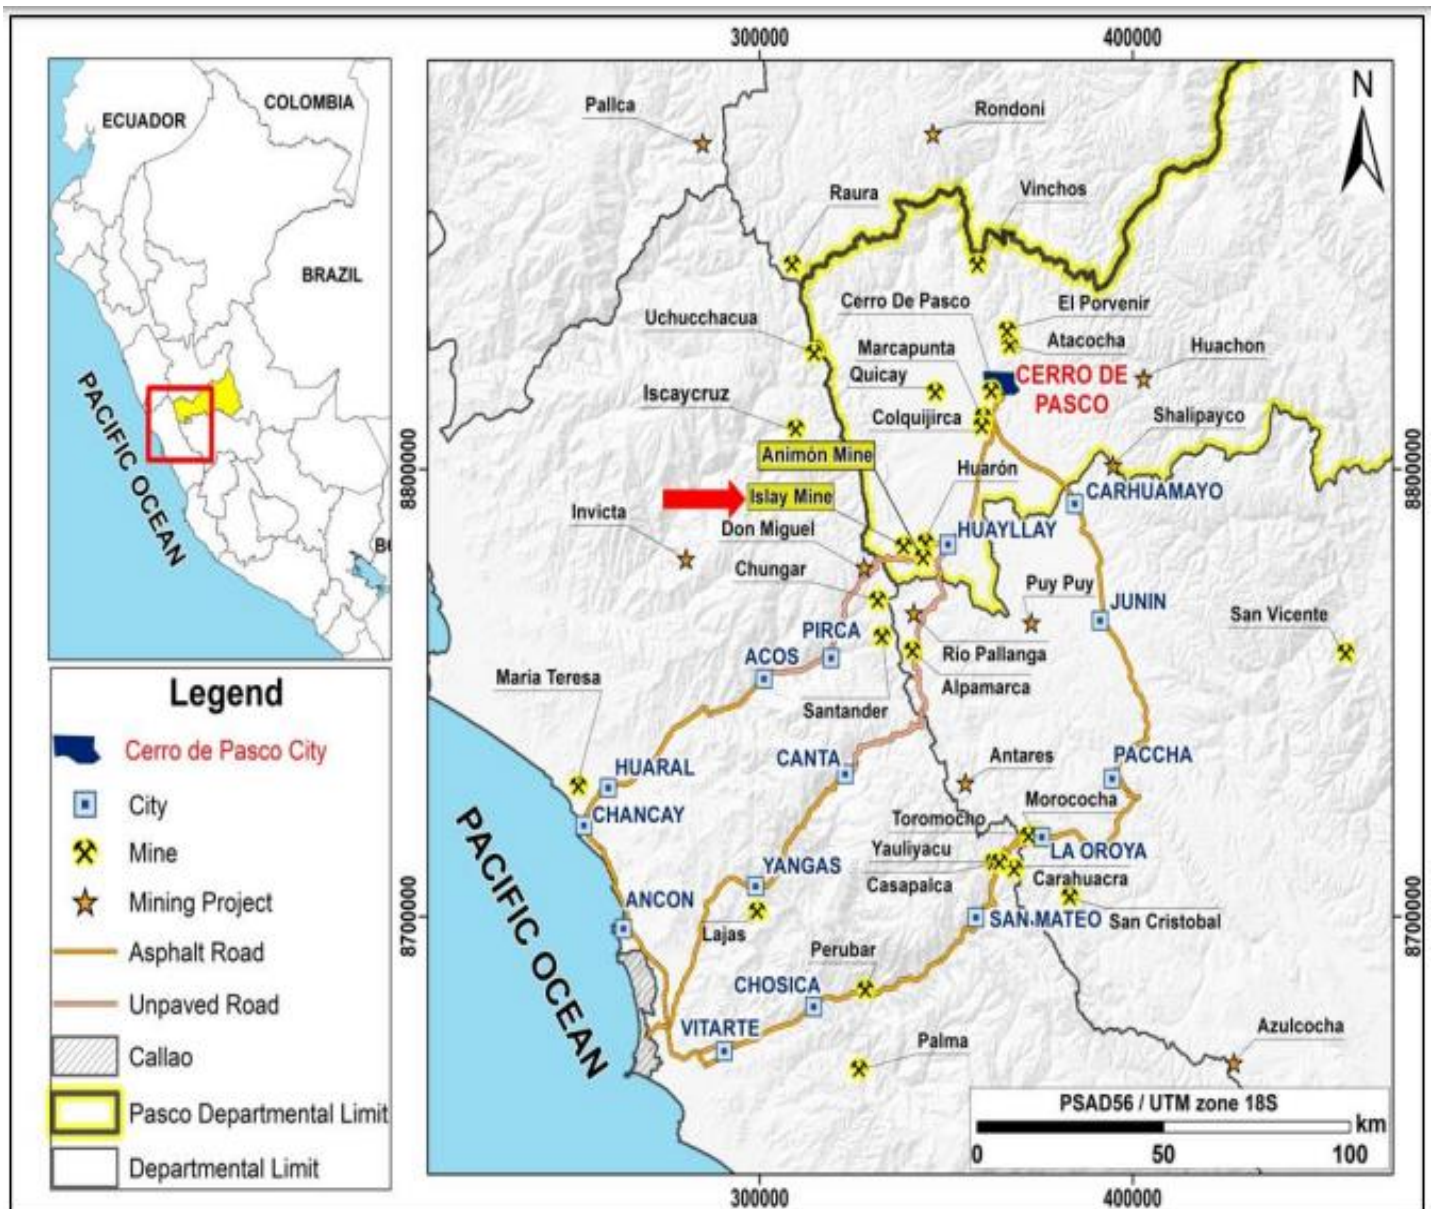 COLOMBIA
ECUADOR
BRAZIL
PACIFIC OCEAN
Legend
Cerro de Pasco City
City
Mine
Mining Project
Asphalt Road
Unpaved Road
Callao
Pasco Departmental Limit
Departmental Limit
300000
400000
N
Pallca
Rondoni
Raura
Vinchos
Cerro De Pasco
El Porvenir
Uchucchacua
Atacocha
Marcapunta
Huachon
Quicay
CERRO DE
PASCO
Iscaycruz
Colquijirca
Shalipayco
Animón Mine
Huarón
8800000
8800000
Islay Mine
CARHUAMAYO
Invicta
Don Miguel
HUAYLLAY
Chungar
Puy Puy
JUNIN
San Vicente
PIRCA
ACOS
Rio Pallanga
Maria Teresa
Alpamarca
Santander
CANTA
Antares
PACCHA
HUARAL
Morococha
CHANCAY
Toromocho
PACIFIC OCEAN
Yauliyacu
LA OROYA
YANGAS
Casapalca
Carahuacra
ANCON
8700000
8700000
SAN MATEO
San Cristobal
Lajas
Perubar
CHOSICA
VITARTE
Palma
Azulcocha
PSAD56 / UTM zone 18S
km
0
50
100
300000
400000